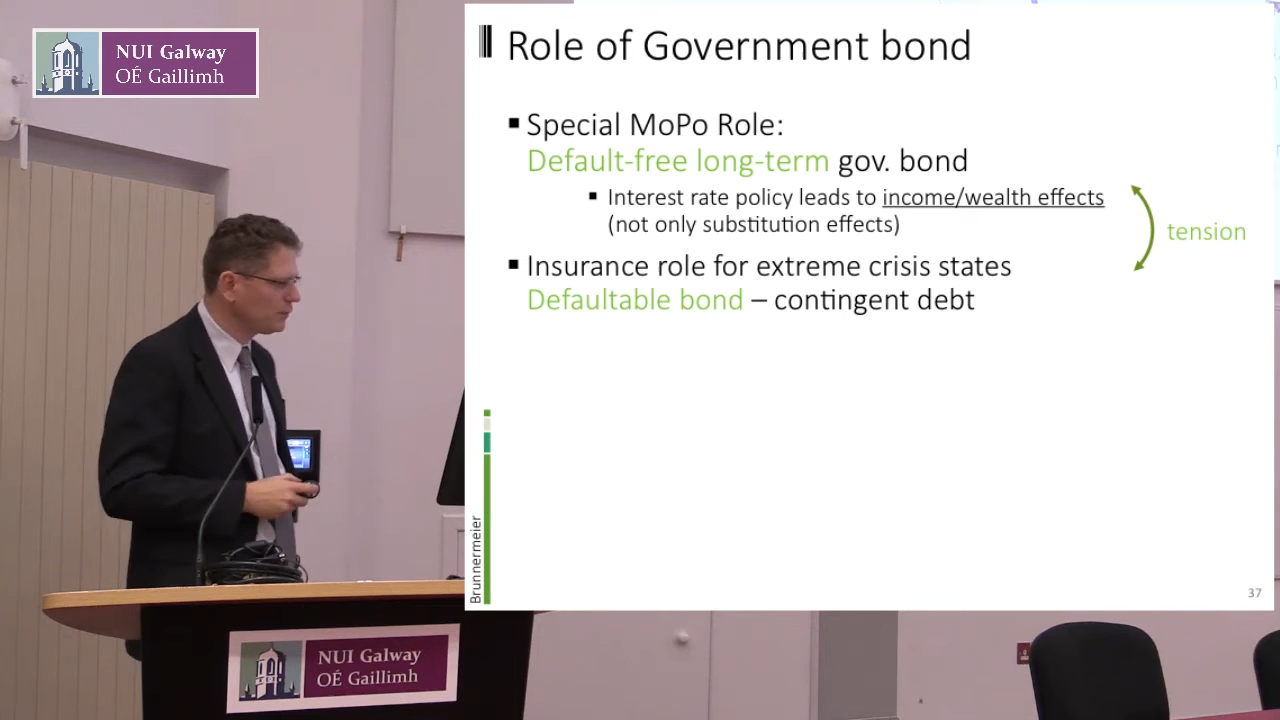 NUI Galway
OÉ Gaillimh
Role of Government bond
▪ Special MoPo Role:
Default-free long-term gov. bond
▪ Interest rate policy leads to income/wealth effects
(not only substitution effects)
tension
▪ Insurance role for extreme crisis states
Defaultable bond – contingent debt
Brunnermeier
37
NUI Galway
OÉ Gaillimh